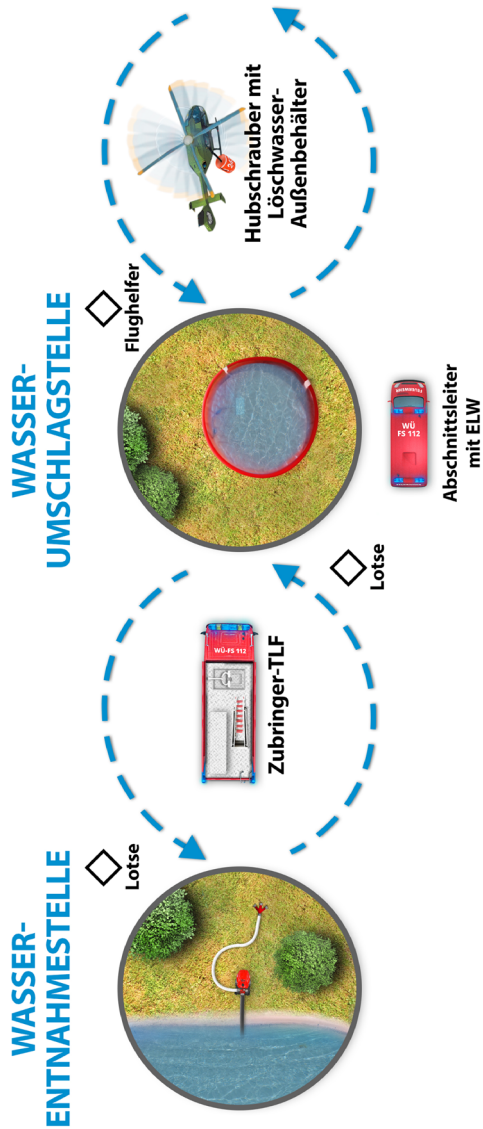 WASSER-
ENTNAHMESTELLE
Lotse
WÜ-FS 112
Zubringer-TLF
WASSER-
UMSCHLAGSTELLE
Lotse
WÜ
FS 112
Abschnittsleiter
mit ELW
Flughelfer
Hubschrauber mit
Löschwasser-
Außenbehälter